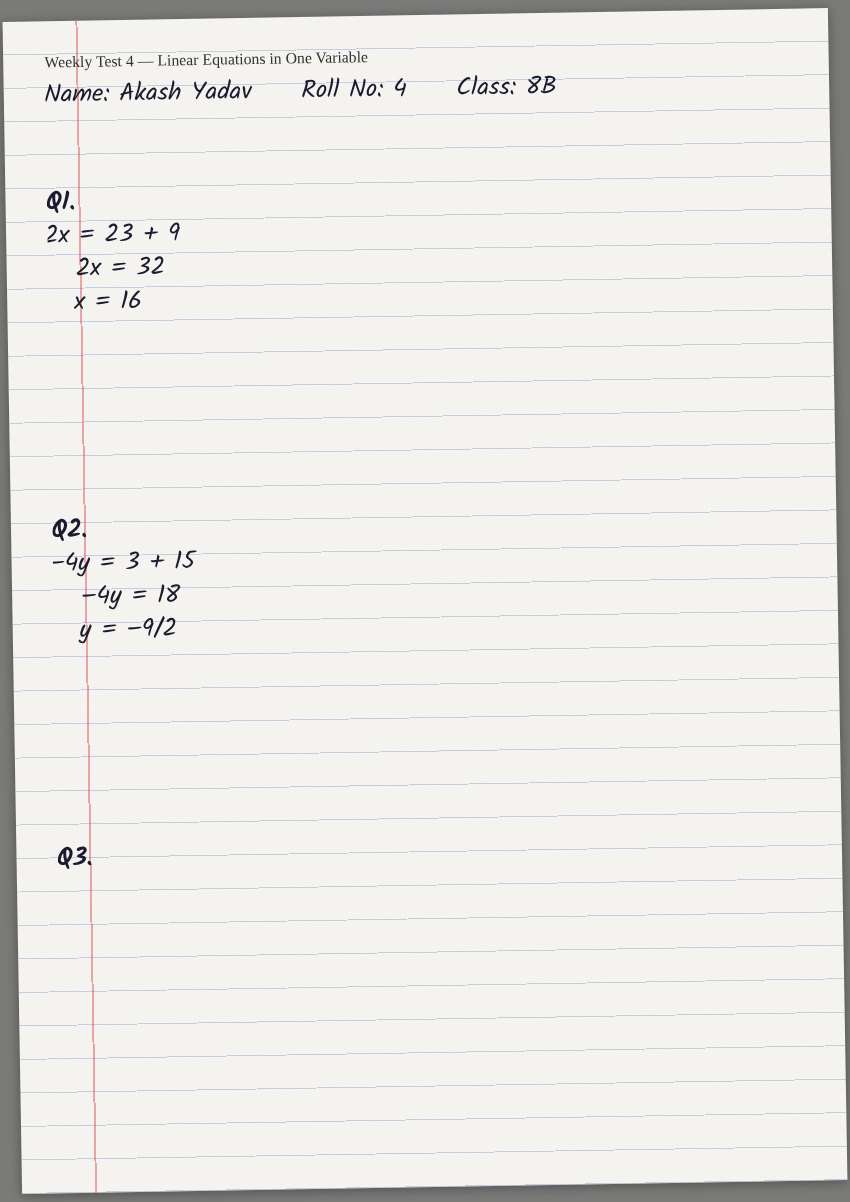 Weekly Test 4 — Linear Equations in One Variable
Name: Akash Yadav Roll No: 4 Class: 8B
Q1.
2x = 23 + 9
2x = 32
x = 16
Q2.
−4y = 3 + 15
−4y = 18
y = −9/2
Q3.